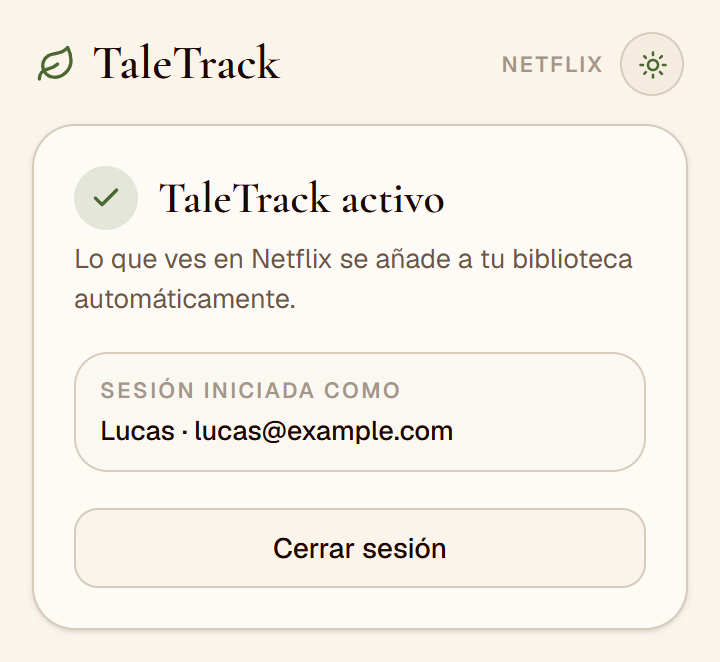 TaleTrack
NETFLIX
TaleTrack activo
Lo que ves en Netflix se añade a tu biblioteca
automáticamente.
SESIÓN INICIADA COMO
Lucas · lucas@example.com
Cerrar sesión